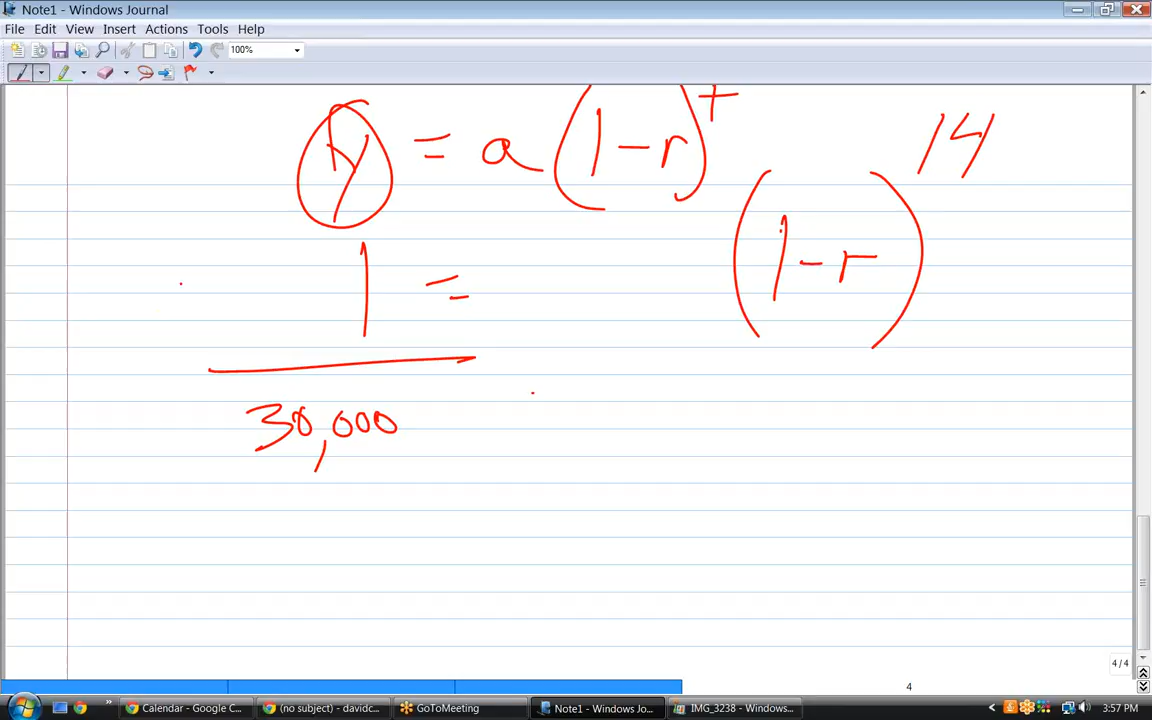 Note1 - Windows Journal
File Edit View Insert Actions Tools Help
100%
y = a(1-r)^t
1 = (1-r)^14
30,000
4/4
4
Calendar - Google C... (no subject) - davidc... GoToMeeting Note1 - Windows Jo... IMG_3238 - Windows... 3:57 PM